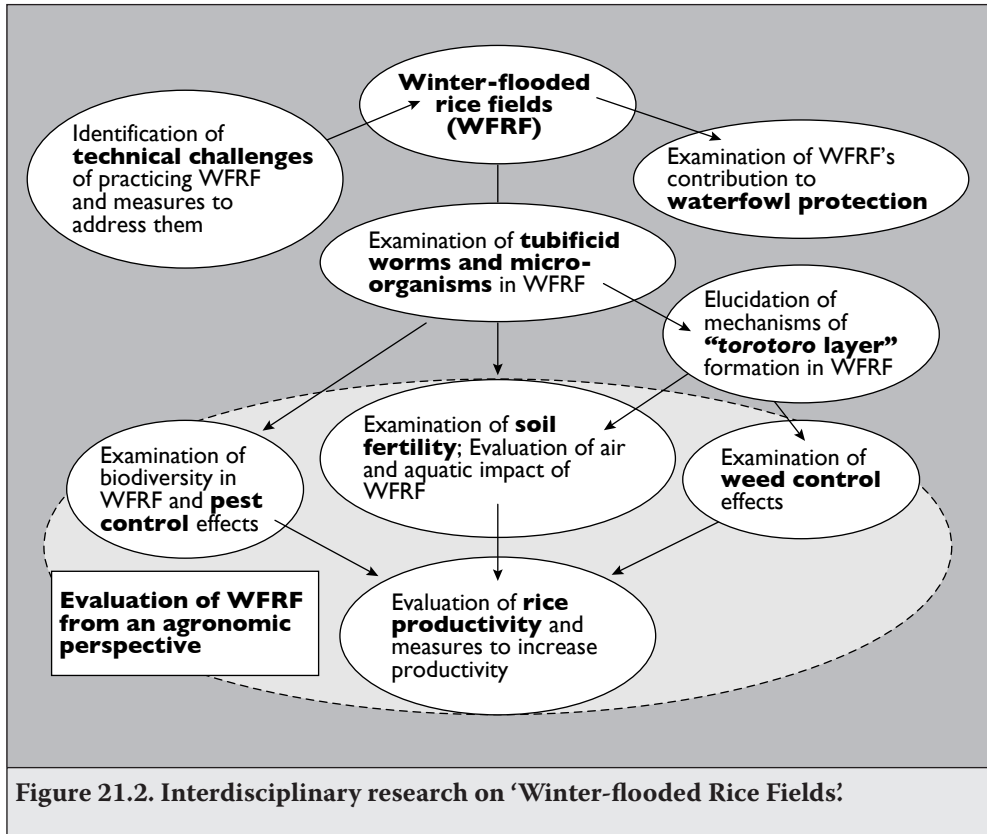 Winter-flooded
rice fields
(WFRF)
Identification of
technical challenges
of practicing WFRF
and measures to
address them
Examination of WFRF's
contribution to
waterfowl protection
Examination of tubificid
worms and micro-
organisms in WFRF
Elucidation of
mechanisms of
“torotoro layer”
formation in WFRF
Examination of
biodiversity in
WFRF and pest
control effects
Examination of soil
fertility; Evaluation of air
and aquatic impact of
WFRF
Examination of
weed control
effects
Evaluation of WFRF
from an agronomic
perspective
Evaluation of rice
productivity and
measures to increase
productivity
Figure 21.2. Interdisciplinary research on ‘Winter-flooded Rice Fields’.